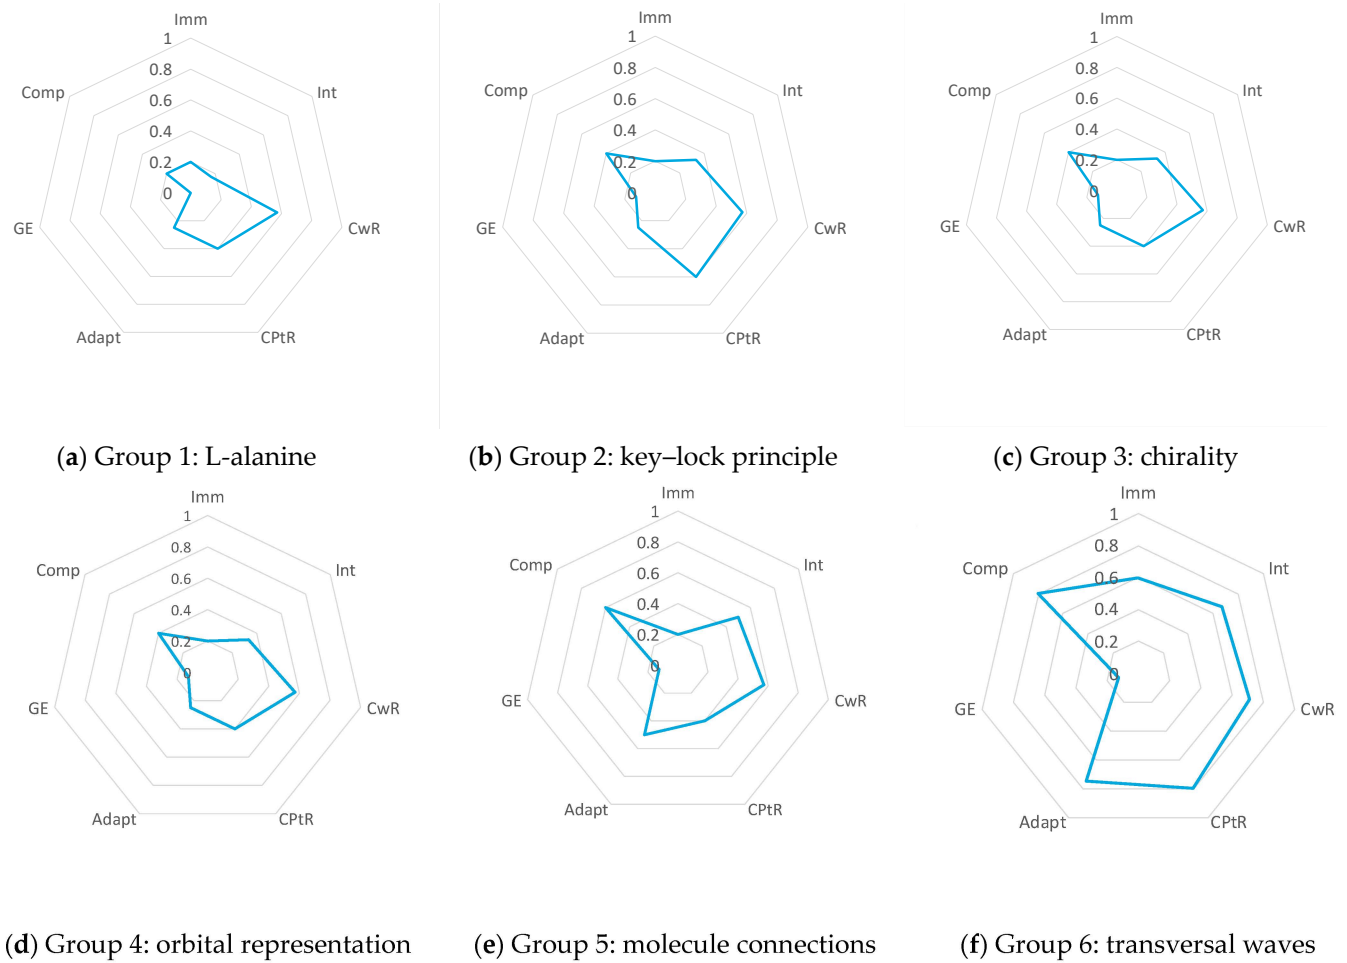 Imm
1
0.8
0.6
0.4
0.2
0
Int
CwR
CPtR
Adapt
GE
Comp
(a) Group 1: L-alanine
Imm
1
0.8
0.6
0.4
0.2
0
Int
CwR
CPtR
Adapt
GE
Comp
(b) Group 2: key–lock principle
Imm
1
0.8
0.6
0.4
0.2
0
Int
CwR
CPtR
Adapt
GE
Comp
(c) Group 3: chirality
Imm
1
0.8
0.6
0.4
0.2
0
Int
CwR
CPtR
Adapt
GE
Comp
(d) Group 4: orbital representation
Imm
1
0.8
0.6
0.4
0.2
0
Int
CwR
CPtR
Adapt
GE
Comp
(e) Group 5: molecule connections
Imm
1
0.8
0.6
0.4
0.2
0
Int
CwR
CPtR
Adapt
GE
Comp
(f) Group 6: transversal waves